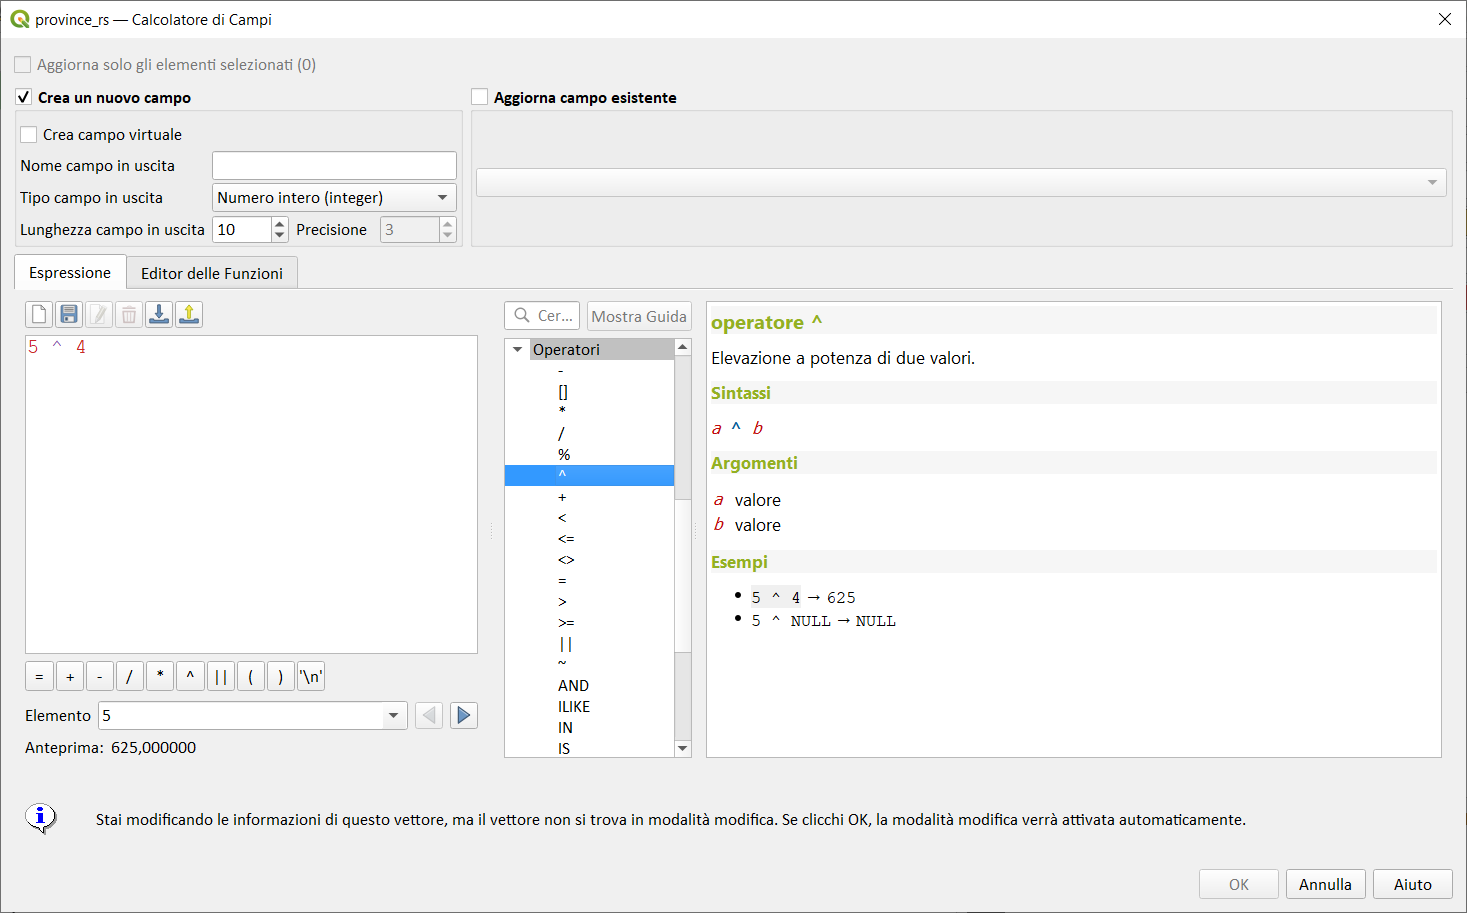 province_rs — Calcolatore di Campi
Aggiorna solo gli elementi selezionati (0)
Crea un nuovo campo
Aggiorna campo esistente
Crea campo virtuale
Nome campo in uscita
Tipo campo in uscita Numero intero (integer)
Lunghezza campo in uscita 10 Precisione 3
Espressione Editor delle Funzioni
Cer... Mostra Guida
5 ^ 4
= + - / * ^ || ( ) '\n'
Elemento 5
Anteprima: 625,000000
Operatori
-
[]
*
/
%
^
+
<
<=
<>
=
>
>=
||
~
AND
ILIKE
IN
IS
operatore ^
Elevazione a potenza di due valori.
Sintassi
a ^ b
Argomenti
a valore
b valore
Esempi
• 5 ^ 4 → 625
• 5 ^ NULL → NULL
Stai modificando le informazioni di questo vettore, ma il vettore non si trova in modalità modifica. Se clicchi OK, la modalità modifica verrà attivata automaticamente.
OK Annulla Aiuto